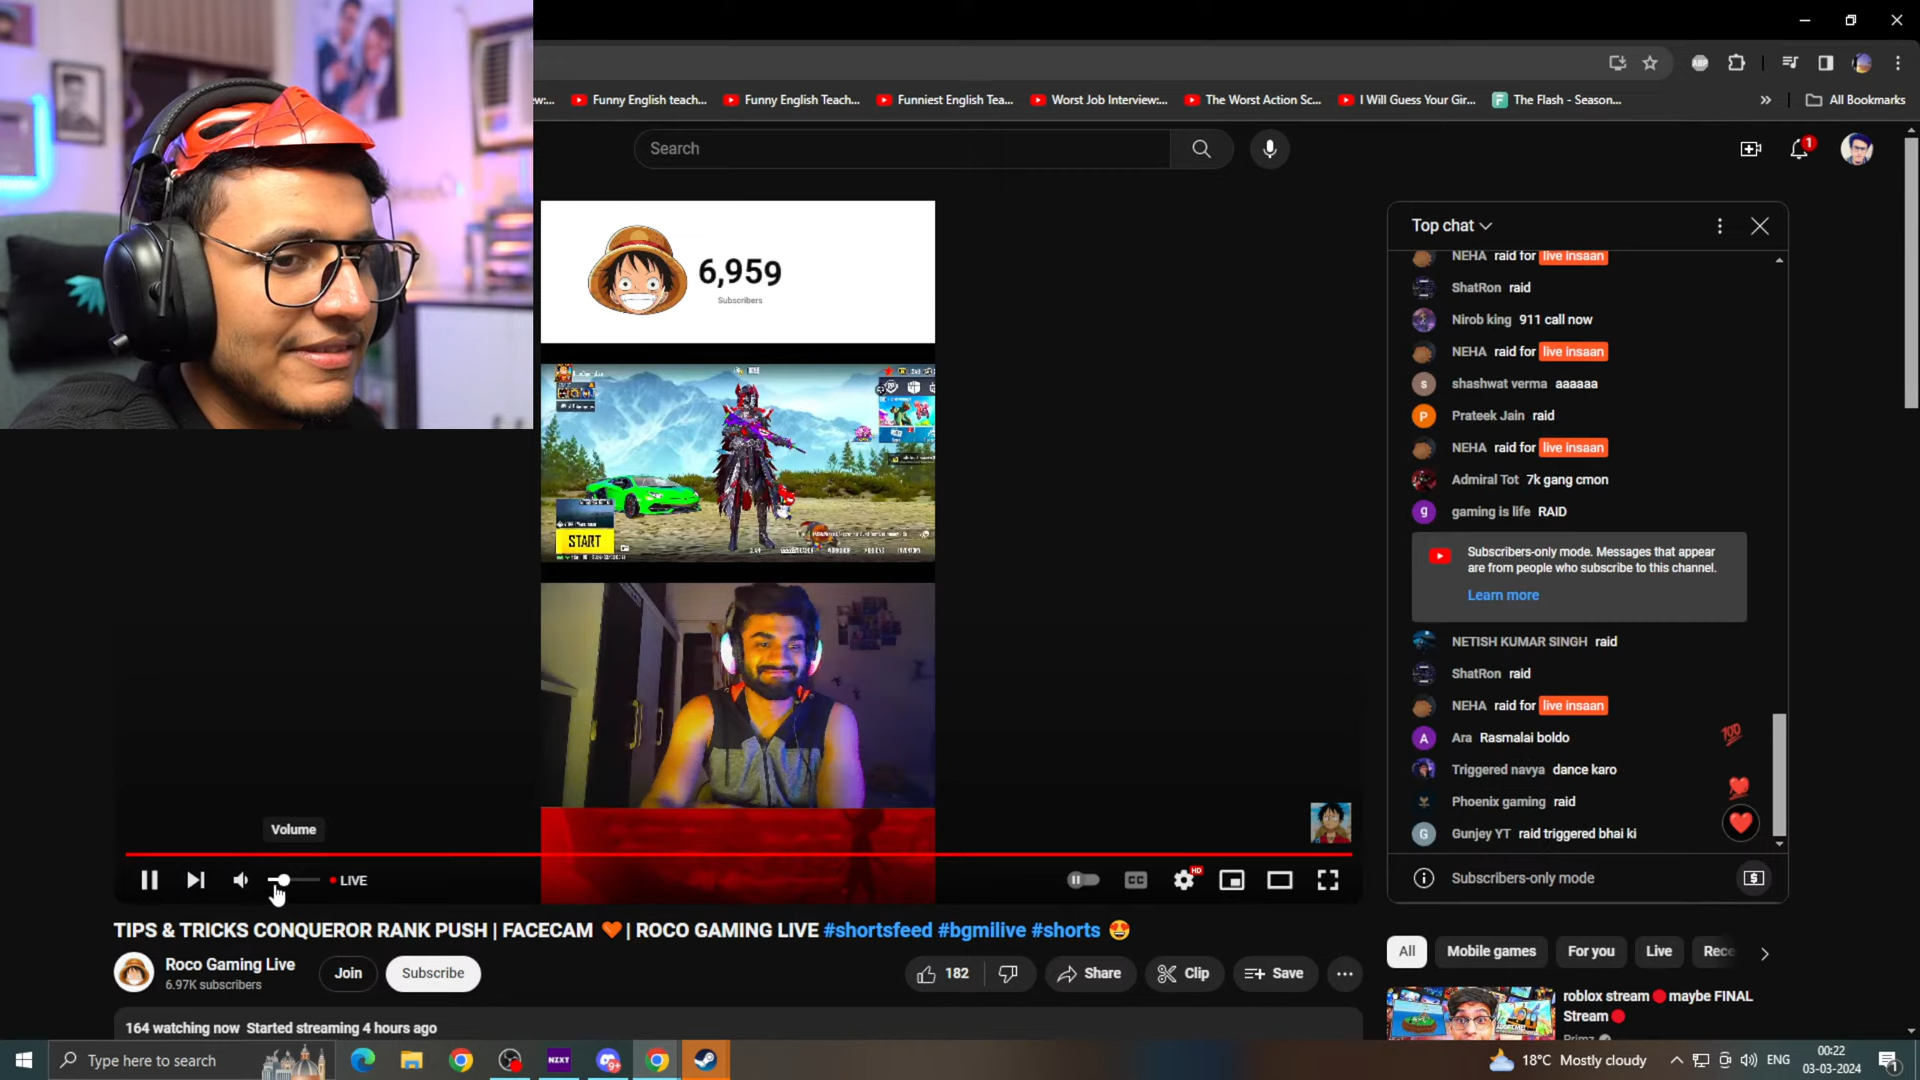 w:...
Funny English teach...
Funny English Teach...
Funniest English Tea...
Worst Job Interview:...
The Worst Action Sc...
I Will Guess Your Gir...
The Flash - Season...
»
All Bookmarks
ABP
Search
1
6,959
Subscribers
START
Top chat
NEHA raid for live insaan
ShatRon raid
Nirob king 911 call now
NEHA raid for live insaan
S shashwat verma aaaaaa
P Prateek Jain raid
NEHA raid for live insaan
Admiral Tot 7k gang cmon
g gaming is life RAID
Subscribers-only mode. Messages that appear
are from people who subscribe to this channel.
Learn more
NETISH KUMAR SINGH raid
ShatRon raid
NEHA raid for live insaan
A Ara Rasmalai boldo
Triggered navya dance karo
Phoenix gaming raid
G Gunjey YT raid triggered bhai ki
Subscribers-only mode
Volume
LIVE
CC
HD
TIPS & TRICKS CONQUEROR RANK PUSH | FACECAM 🧡 | ROCO GAMING LIVE #shortsfeed #bgmilive #shorts 😍
Roco Gaming Live
6.97K subscribers
Join
Subscribe
182
Share
Clip
Save
164 watching now Started streaming 4 hours ago
All
Mobile games
For you
Live
Rece
roblox stream 🔴 maybe FINAL
Stream 🔴
Primz
Type here to search
NZXT
9+
18°C Mostly cloudy
ENG
00:22
03-03-2024
1